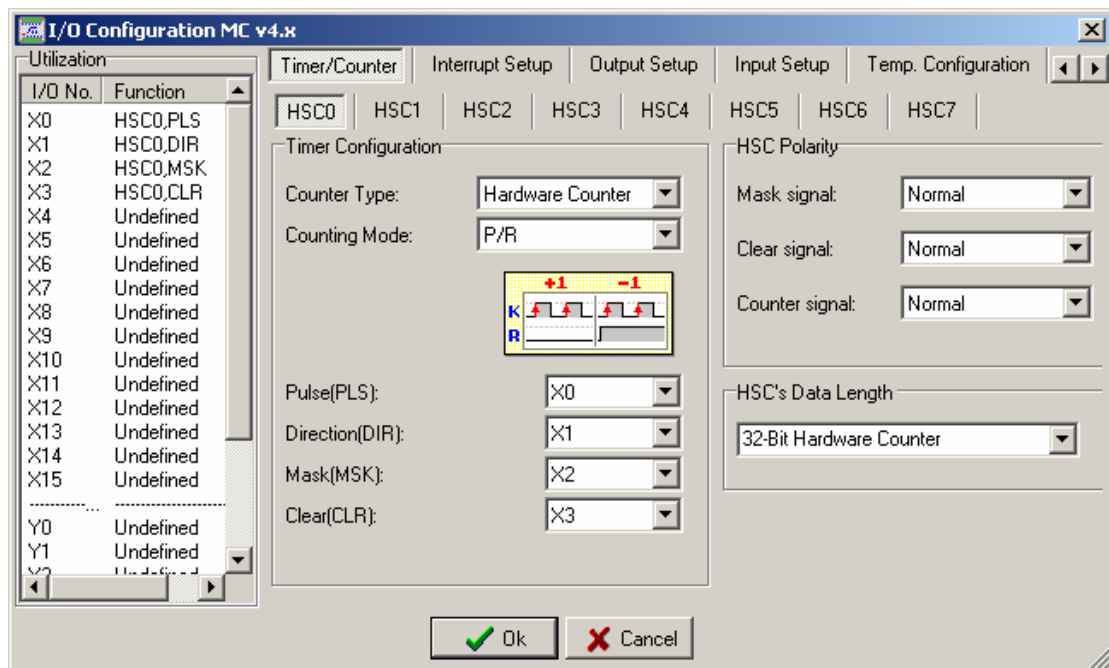 I/O Configuration MC v4.x
Utilization
I/O No. Function
X0 HSC0,PLS
X1 HSC0,DIR
X2 HSC0,MSK
X3 HSC0,CLR
X4 Undefined
X5 Undefined
X6 Undefined
X7 Undefined
X8 Undefined
X9 Undefined
X10 Undefined
X11 Undefined
X12 Undefined
X13 Undefined
X14 Undefined
X15 Undefined
----------... --------------------
Y0 Undefined
Y1 Undefined
Y2 Undefined
Timer/Counter Interrupt Setup Output Setup Input Setup Temp. Configuration
HSC0 HSC1 HSC2 HSC3 HSC4 HSC5 HSC6 HSC7
Timer Configuration
Counter Type: Hardware Counter
Counting Mode: P/R
+1 -1
K
R
Pulse(PLS): X0
Direction(DIR): X1
Mask(MSK): X2
Clear(CLR): X3
HSC Polarity
Mask signal: Normal
Clear signal: Normal
Counter signal: Normal
HSC's Data Length
32-Bit Hardware Counter
Ok Cancel